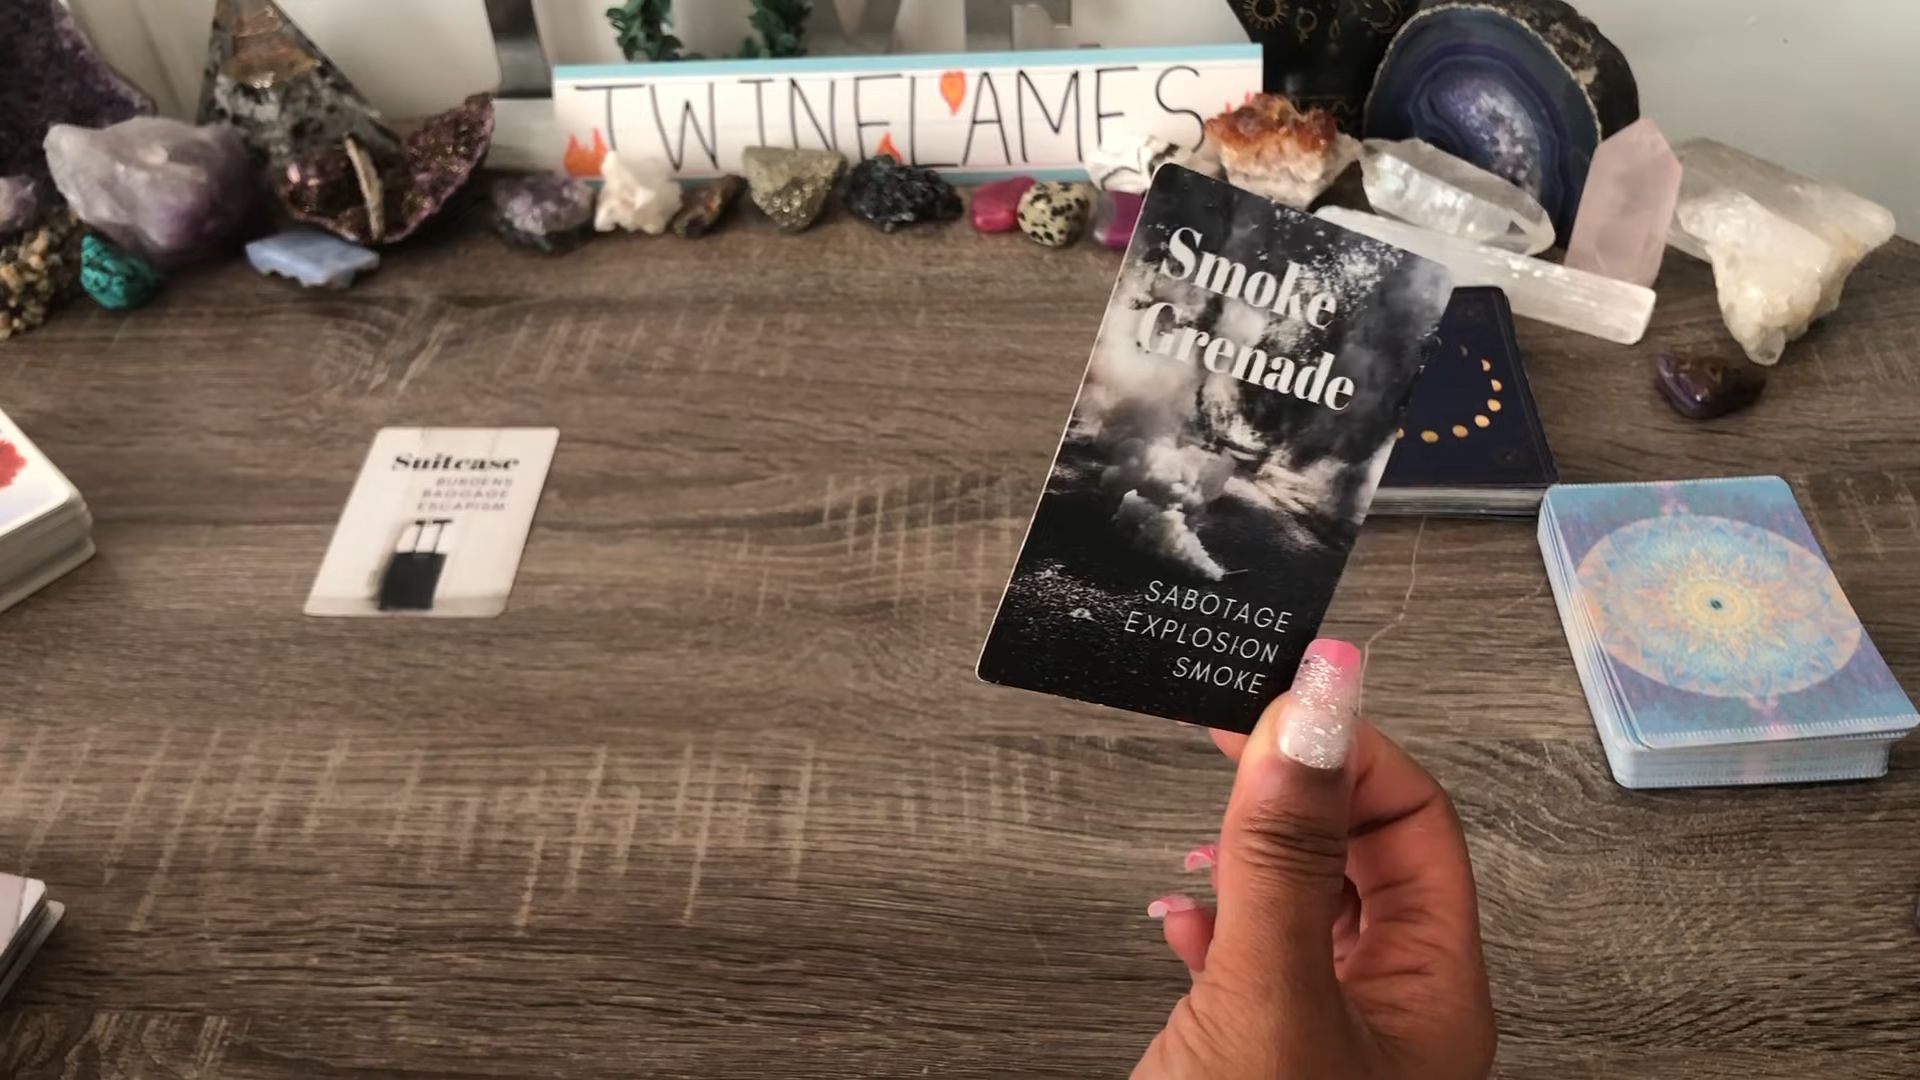 TWINFLAMES
Suitcase
BURDENS
BAGGAGE
ESCAPISM
Smoke
Grenade
SABOTAGE
EXPLOSION
SMOKE